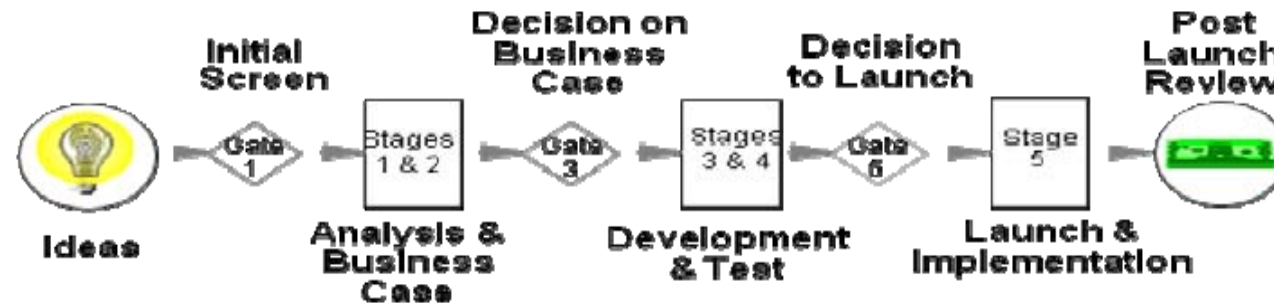 Ideas
Initial
Screen
Gate
1
Stages
1 & 2
Analysis &
Business
Case
Decision on
Business
Case
Gate
3
Stages
3 & 4
Development
& Test
Decision
to Launch
Gate
5
Stage
5
Launch &
Implementation
Post
Launch
Review